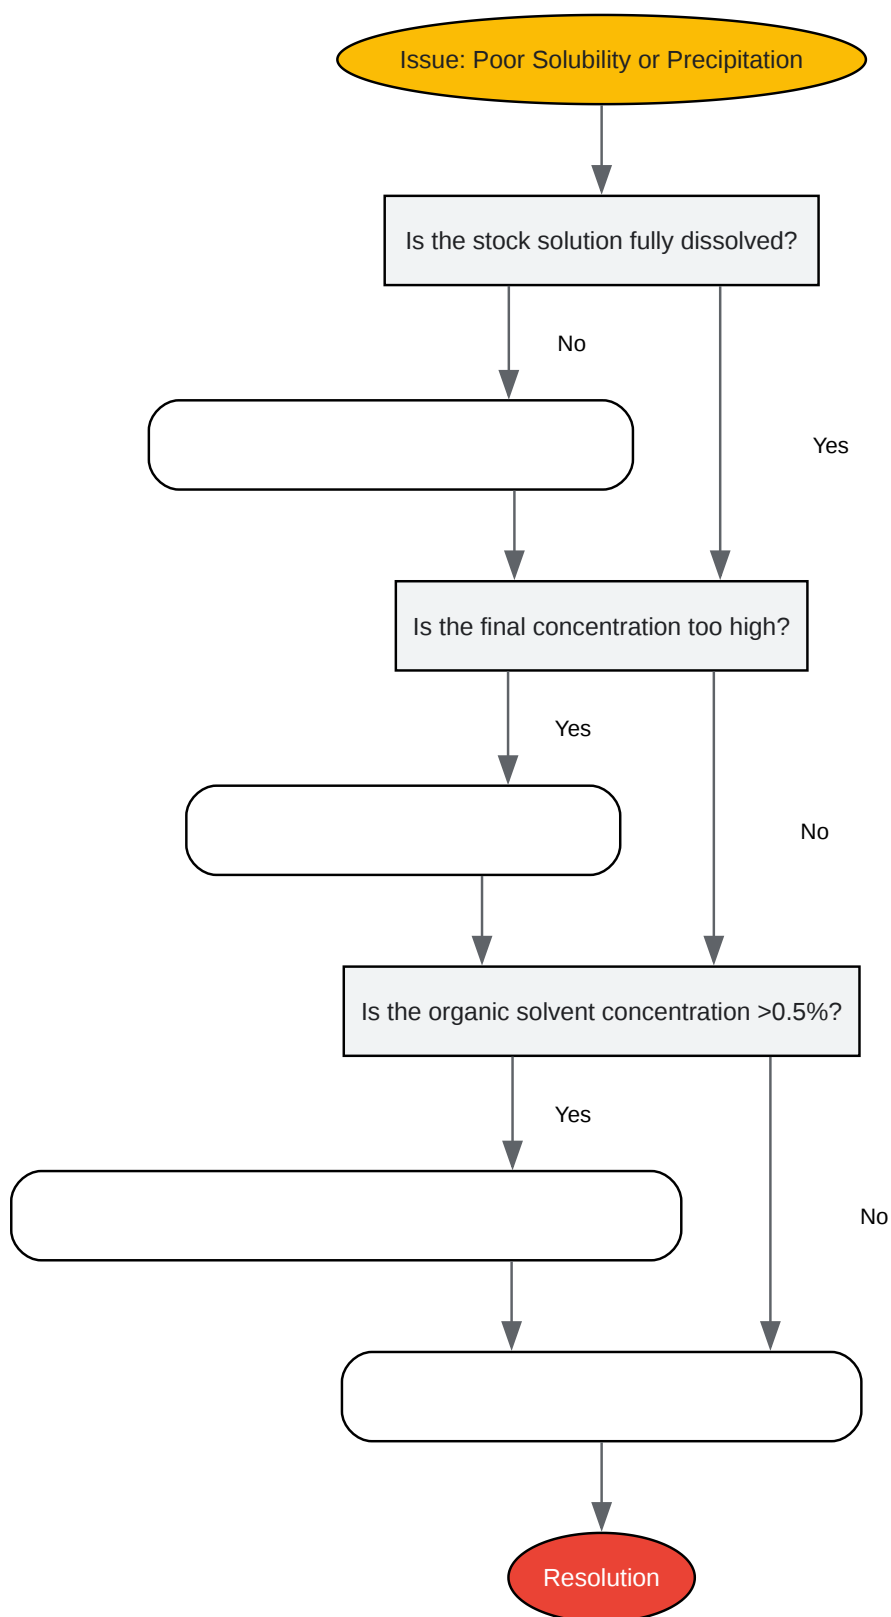 Issue: Poor Solubility or Precipitation
Is the stock solution fully dissolved?
No
Yes
Is the final concentration too high?
Yes
No
Is the organic solvent concentration >0.5%?
Yes
No
Resolution